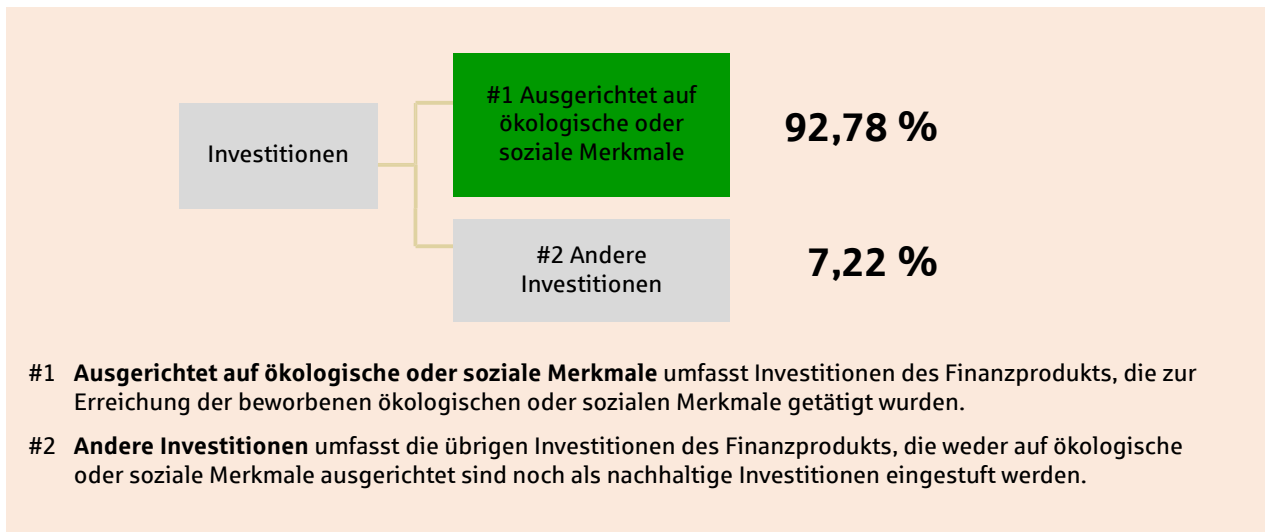 Investitionen
#1 Ausgerichtet auf
ökologische oder
soziale Merkmale
92,78 %
#2 Andere
Investitionen
7,22 %
#1 Ausgerichtet auf ökologische oder soziale Merkmale umfasst Investitionen des Finanzprodukts, die zur
Erreichung der beworbenen ökologischen oder sozialen Merkmale getätigt wurden.
#2 Andere Investitionen umfasst die übrigen Investitionen des Finanzprodukts, die weder auf ökologische
oder soziale Merkmale ausgerichtet sind noch als nachhaltige Investitionen eingestuft werden.